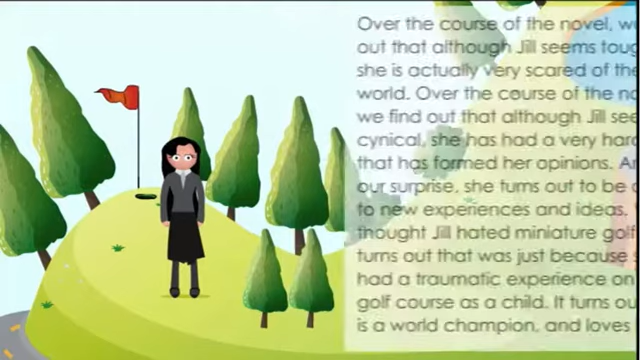 Over the course of the novel, w
out that although Jill seems toug
she is actually very scared of the
world. Over the course of the no
we find out that although Jill see
cynical, she has had a very hard
that has formed her opinions. An
our surprise, she turns out to be
to new experiences and ideas.
thought Jill hated miniature golf
turns out that was just because
had a traumatic experience on
golf course as a child. It turns ou
is a world champion, and loves